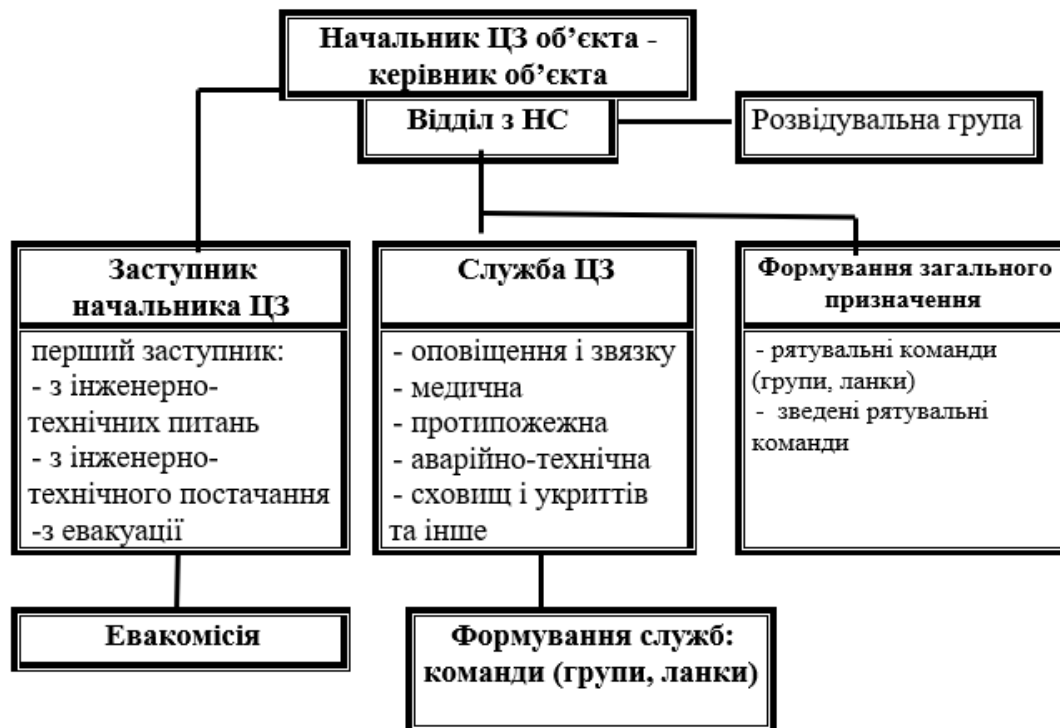 Начальник ЦЗ об’єкта -
керівник об’єкта
Відділ з НС
Розвідувальна група
Заступник
начальника ЦЗ
перший заступник:
- з інженерно-
технічних питань
- з інженерно-
технічного постачання
-з евакуації
Служба ЦЗ
- оповіщення і звязку
- медична
- протипожежна
- аварійно-технічна
- сховищ і укриттів
та інше
Формування загального
призначення
- рятувальні команди
(групи, ланки)
- зведені рятувальні
команди
Евакомісія
Формування служб:
команди (групи, ланки)